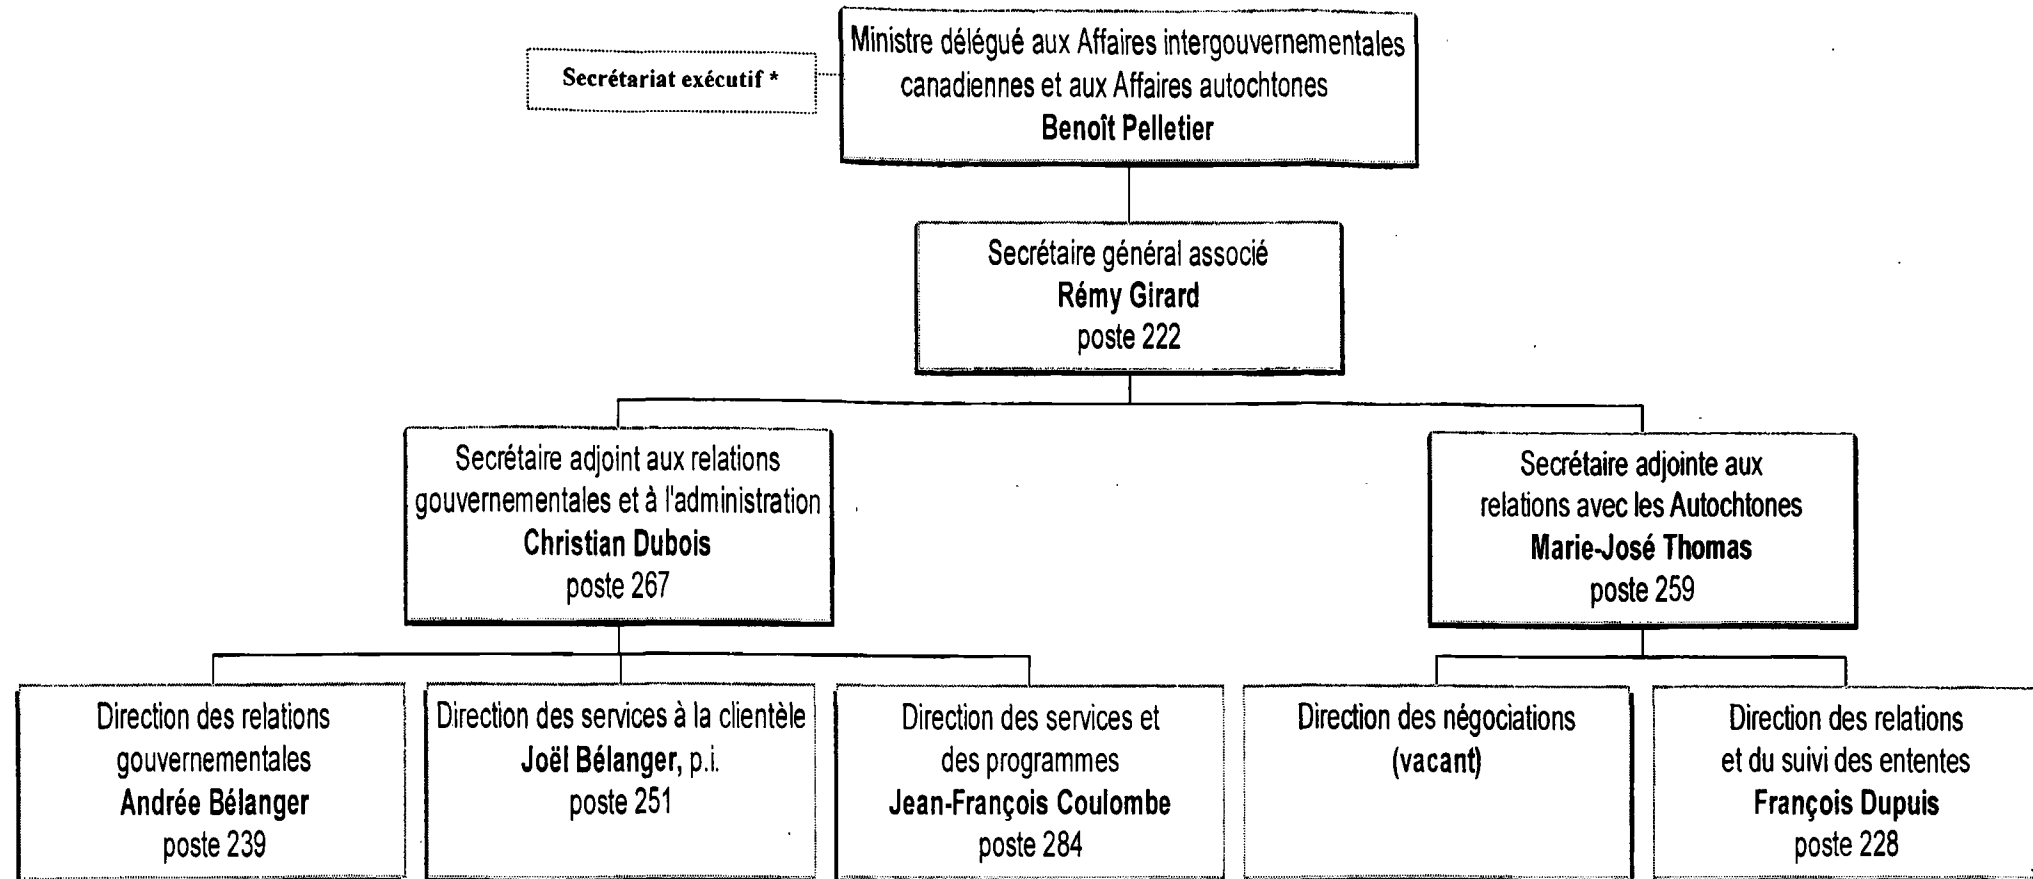 Ministre délégué aux Affaires intergouvernementales
canadiennes et aux Affaires autochtones
Benoît Pelletier
Secrétariat exécutif *
Secrétaire général associé
Rémy Girard
poste 222
Secrétaire adjoint aux relations
gouvernementales et à l'administration
Christian Dubois
poste 267
Secrétaire adjointe aux
relations avec les Autochtones
Marie-José Thomas
poste 259
Direction des relations
gouvernementales
Andrée Bélanger
poste 239
Direction des services à la clientèle
Joël Bélanger, p.i.
poste 251
Direction des services et
des programmes
Jean-François Coulombe
poste 284
Direction des négociations
(vacant)
Direction des relations
et du suivi des ententes
François Dupuis
poste 228